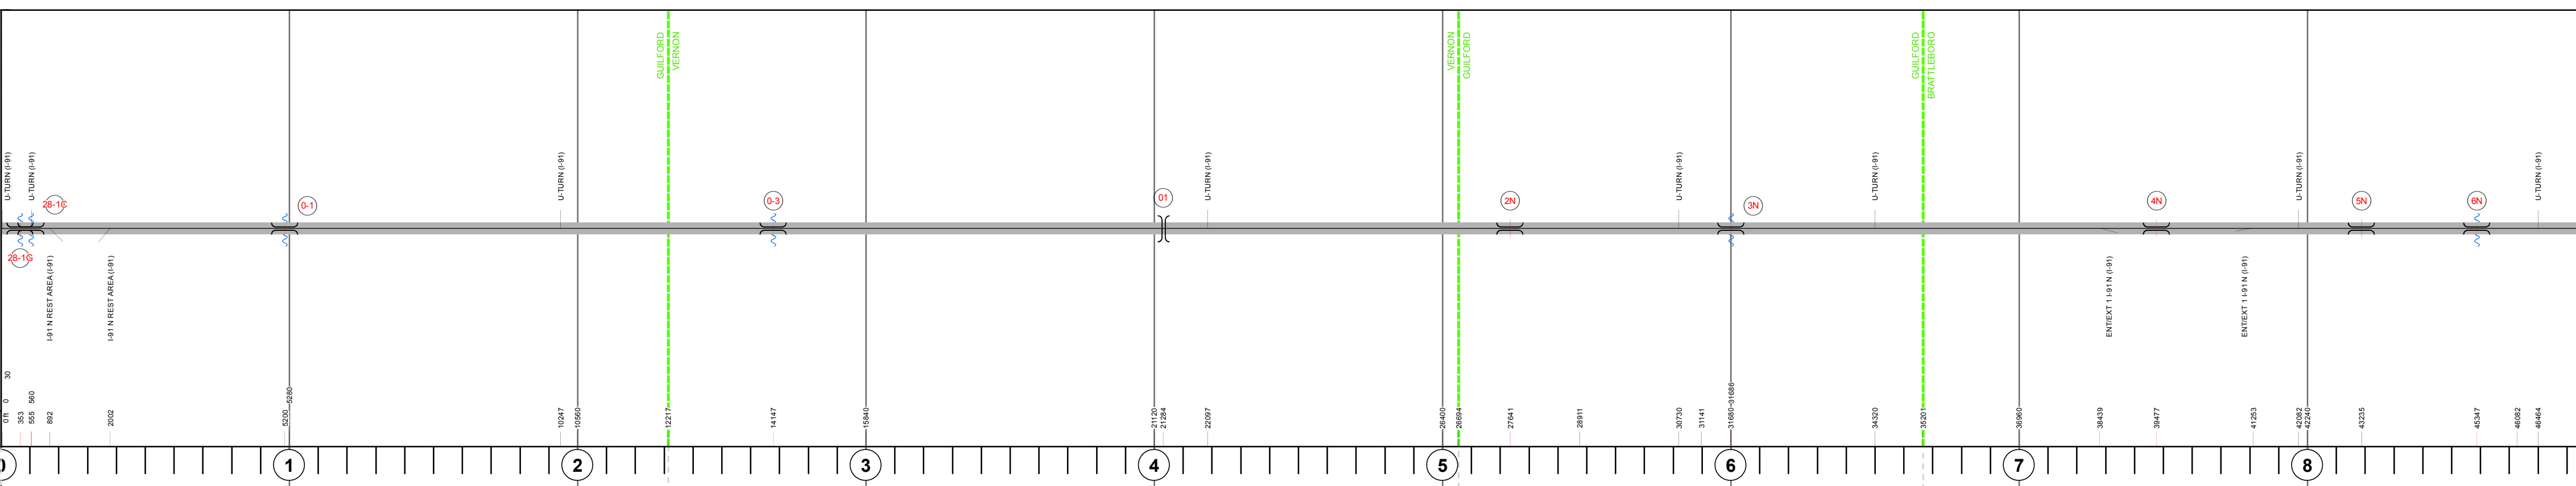 GUILFORD
VERNON
VERNON
GUILFORD
GUILFORD
BRATTLEBORO
U-TURN (I-91)
U-TURN (I-91)
U-TURN (I-91)
U-TURN (I-91)
U-TURN (I-91)
U-TURN (I-91)
U-TURN (I-91)
U-TURN (I-91)
28-1C
0-1
0-3
01
2N
3N
4N
5N
6N
28-1G
I-91 N REST AREA (I-91)
I-91 N REST AREA (I-91)
ENT/EXT 1 I-91 N (I-91)
ENT/EXT 1 I-91 N (I-91)
0 ft
0
30
353
555
560
892
2002
5200
5280
10247
10560
12217
14147
15840
21120
21284
22097
26400
26694
27641
28911
30730
31141
31680
31686
34320
35201
36960
38439
39477
41253
42082
42240
43235
45347
46082
46464
0
1
2
3
4
5
6
7
8